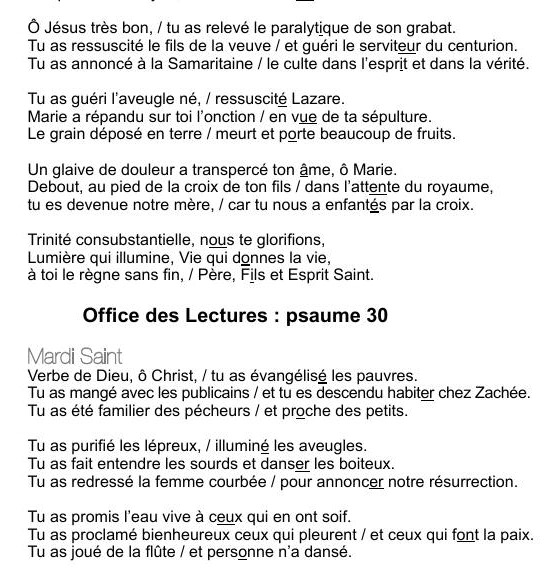 Ô Jésus très bon, / tu as relevé le paralytique de son grabat.
Tu as ressuscité le fils de la veuve / et guéri le serviteur du centurion.
Tu as annoncé à la Samaritaine / le culte dans l'esprit et dans la vérité.
Tu as guéri l'aveugle né, / ressuscité Lazare.
Marie a répandu sur toi l'onction / en vue de ta sépulture.
Le grain déposé en terre / meurt et porte beaucoup de fruits.
Un glaive de douleur a transpercé ton âme, ô Marie.
Debout, au pied de la croix de ton fils / dans l'attente du royaume,
tu es devenue notre mère, / car tu nous a enfantés par la croix.
Trinité consubstantielle, nous te glorifions,
Lumière qui illumine, Vie qui donnes la vie,
à toi le règne sans fin, / Père, Fils et Esprit Saint.
Office des Lectures : psaume 30
Mardi Saint
Verbe de Dieu, ô Christ, / tu as évangélisé les pauvres.
Tu as mangé avec les publicains / et tu es descendu habiter chez Zachée.
Tu as été familier des pécheurs / et proche des petits.
Tu as purifié les lépreux, / illuminé les aveugles.
Tu as fait entendre les sourds et danser les boiteux.
Tu as redressé la femme courbée / pour annoncer notre résurrection.
Tu as promis l'eau vive à ceux qui en ont soif.
Tu as proclamé bienheureux ceux qui pleurent / et ceux qui font la paix.
Tu as joué de la flûte / et personne n'a dansé.